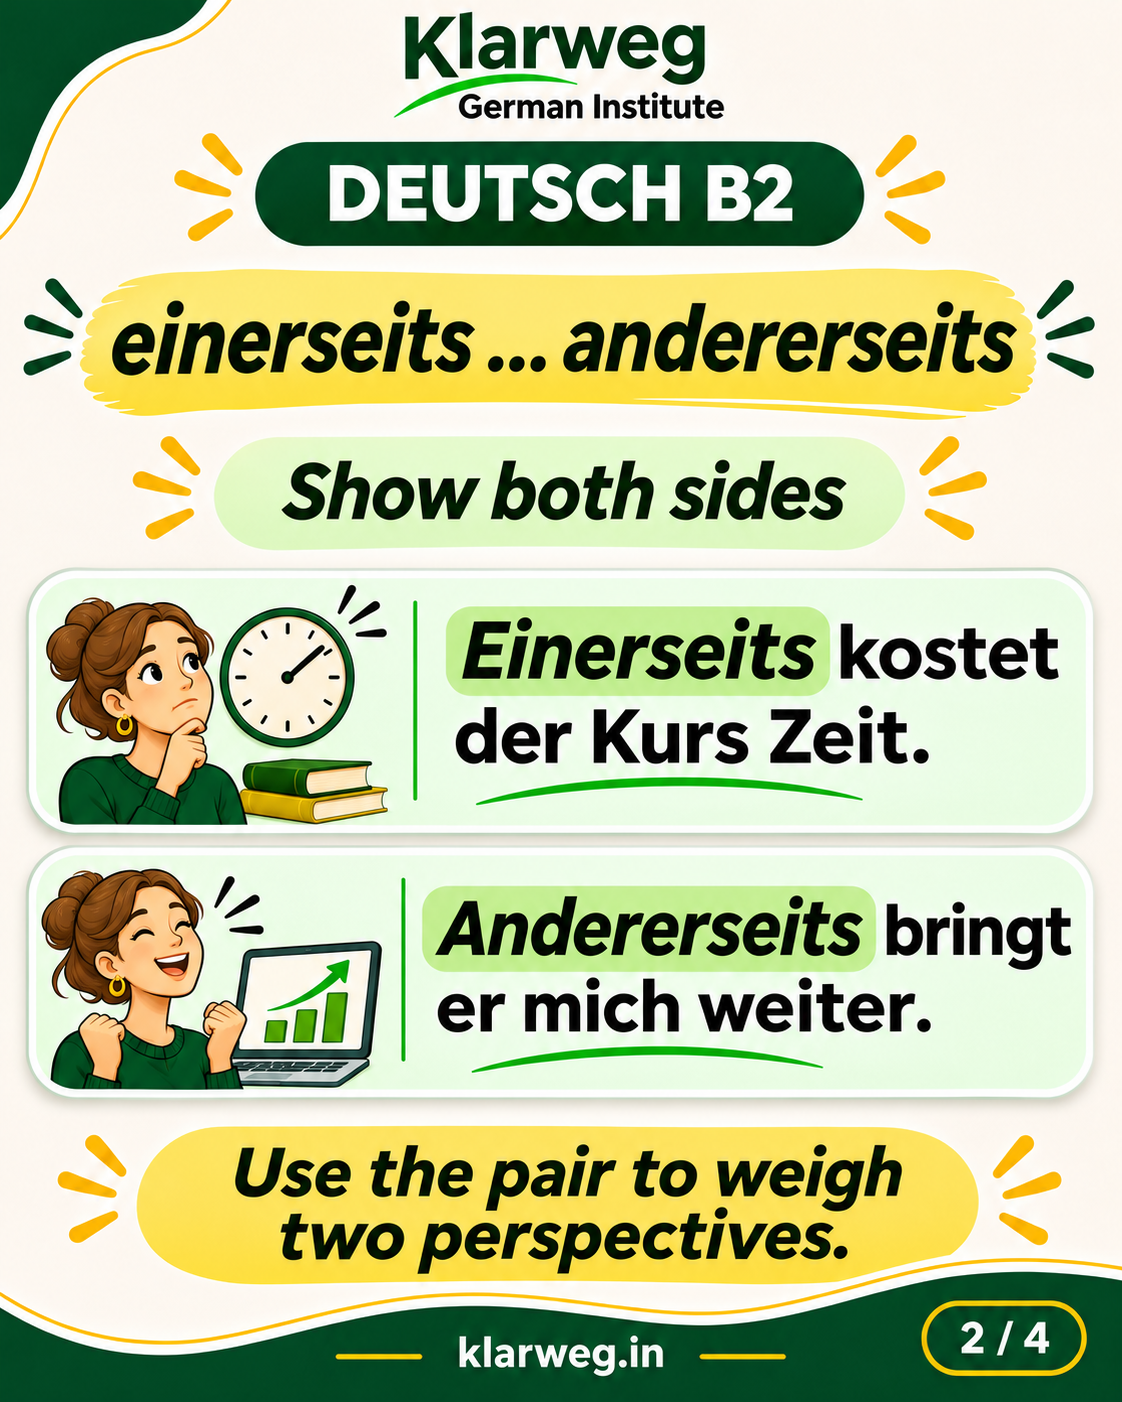 Klarweg
German Institute
DEUTSCH B2
einerseits ... andererseits
Show both sides
Einerseits kostet
der Kurs Zeit.
Andererseits bringt
er mich weiter.
Use the pair to weigh
two perspectives.
klarweg.in
2 / 4